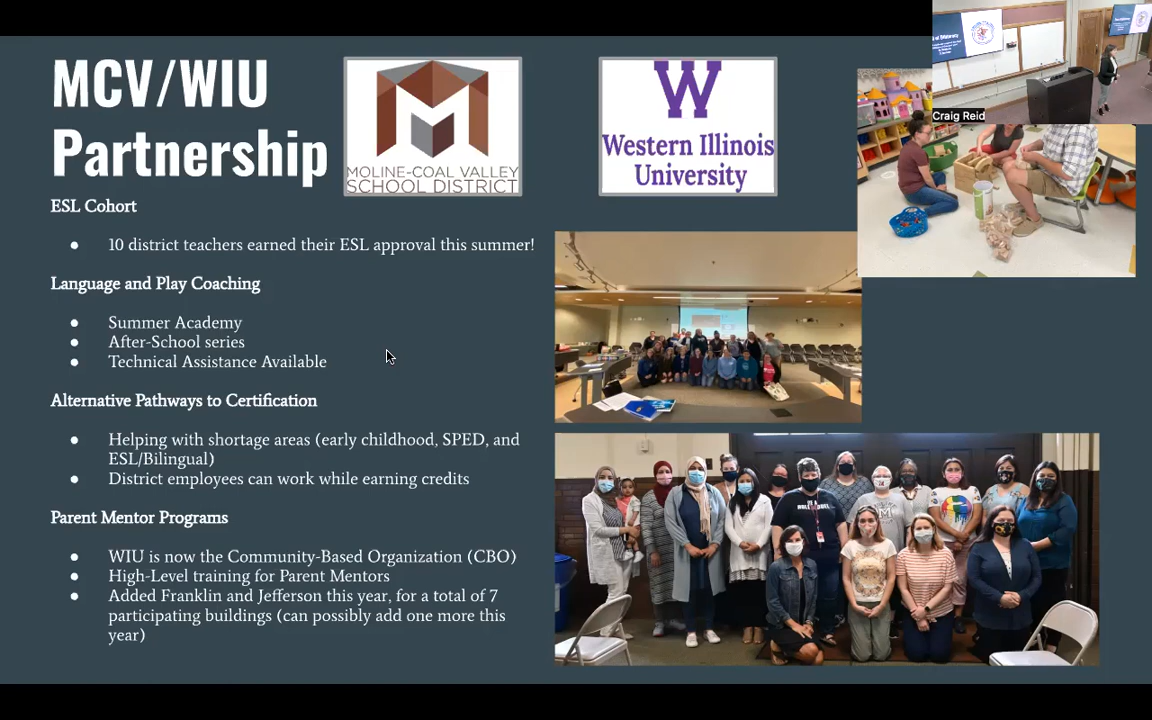 MCV/WIU
Partnership
MOLINE-COAL VALLEY
SCHOOL DISTRICT
W
Western Illinois
University
Craig Reid
ESL Cohort
● 10 district teachers earned their ESL approval this summer!
Language and Play Coaching
● Summer Academy
● After-School series
● Technical Assistance Available
Alternative Pathways to Certification
● Helping with shortage areas (early childhood, SPED, and
ESL/Bilingual)
● District employees can work while earning credits
Parent Mentor Programs
● WIU is now the Community-Based Organization (CBO)
● High-Level training for Parent Mentors
● Added Franklin and Jefferson this year, for a total of 7
participating buildings (can possibly add one more this
year)